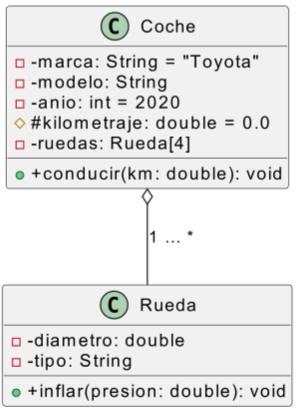 C Coche
-marca: String = "Toyota"
-modelo: String
-anio: int = 2020
#kilometraje: double = 0.0
-ruedas: Rueda[4]
+conducir(km: double): void
1 ... *
C Rueda
-diametro: double
-tipo: String
+inflar(presion: double): void